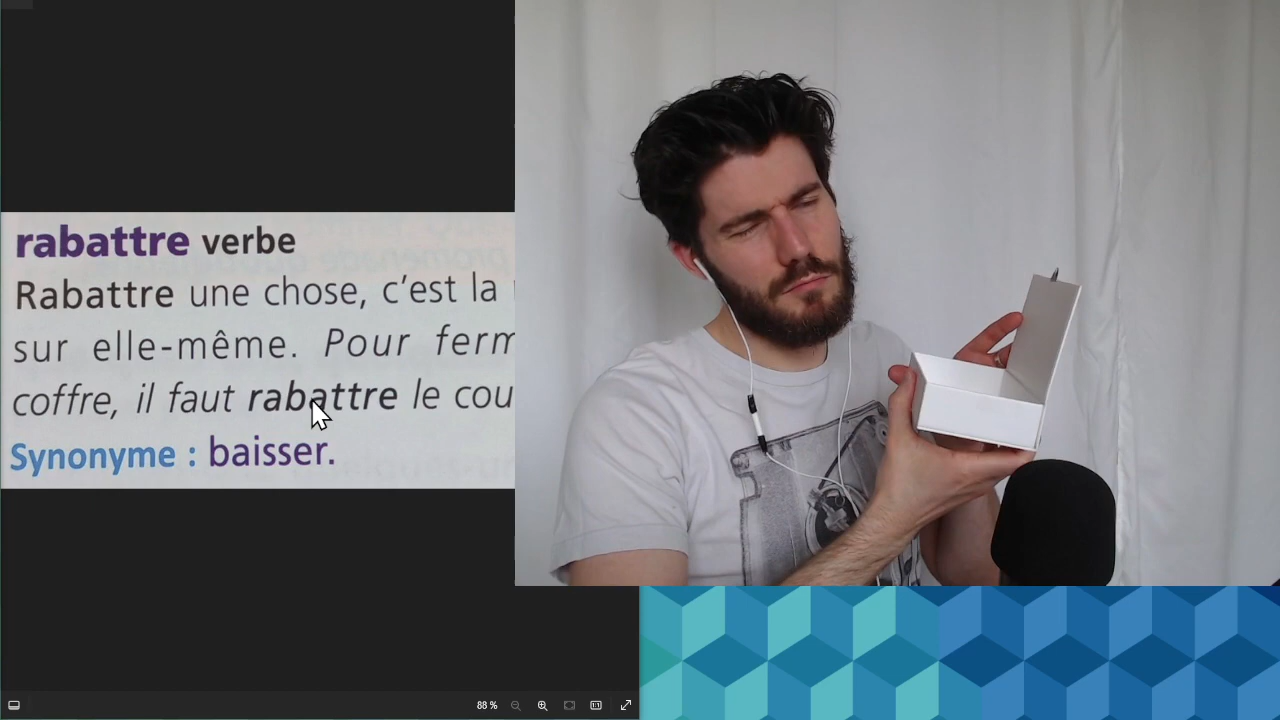 rabattre verbe
Rabattre une chose, c'est la
sur elle-même. Pour ferm
coffre, il faut rabattre le cou
Synonyme : baisser.
88 %